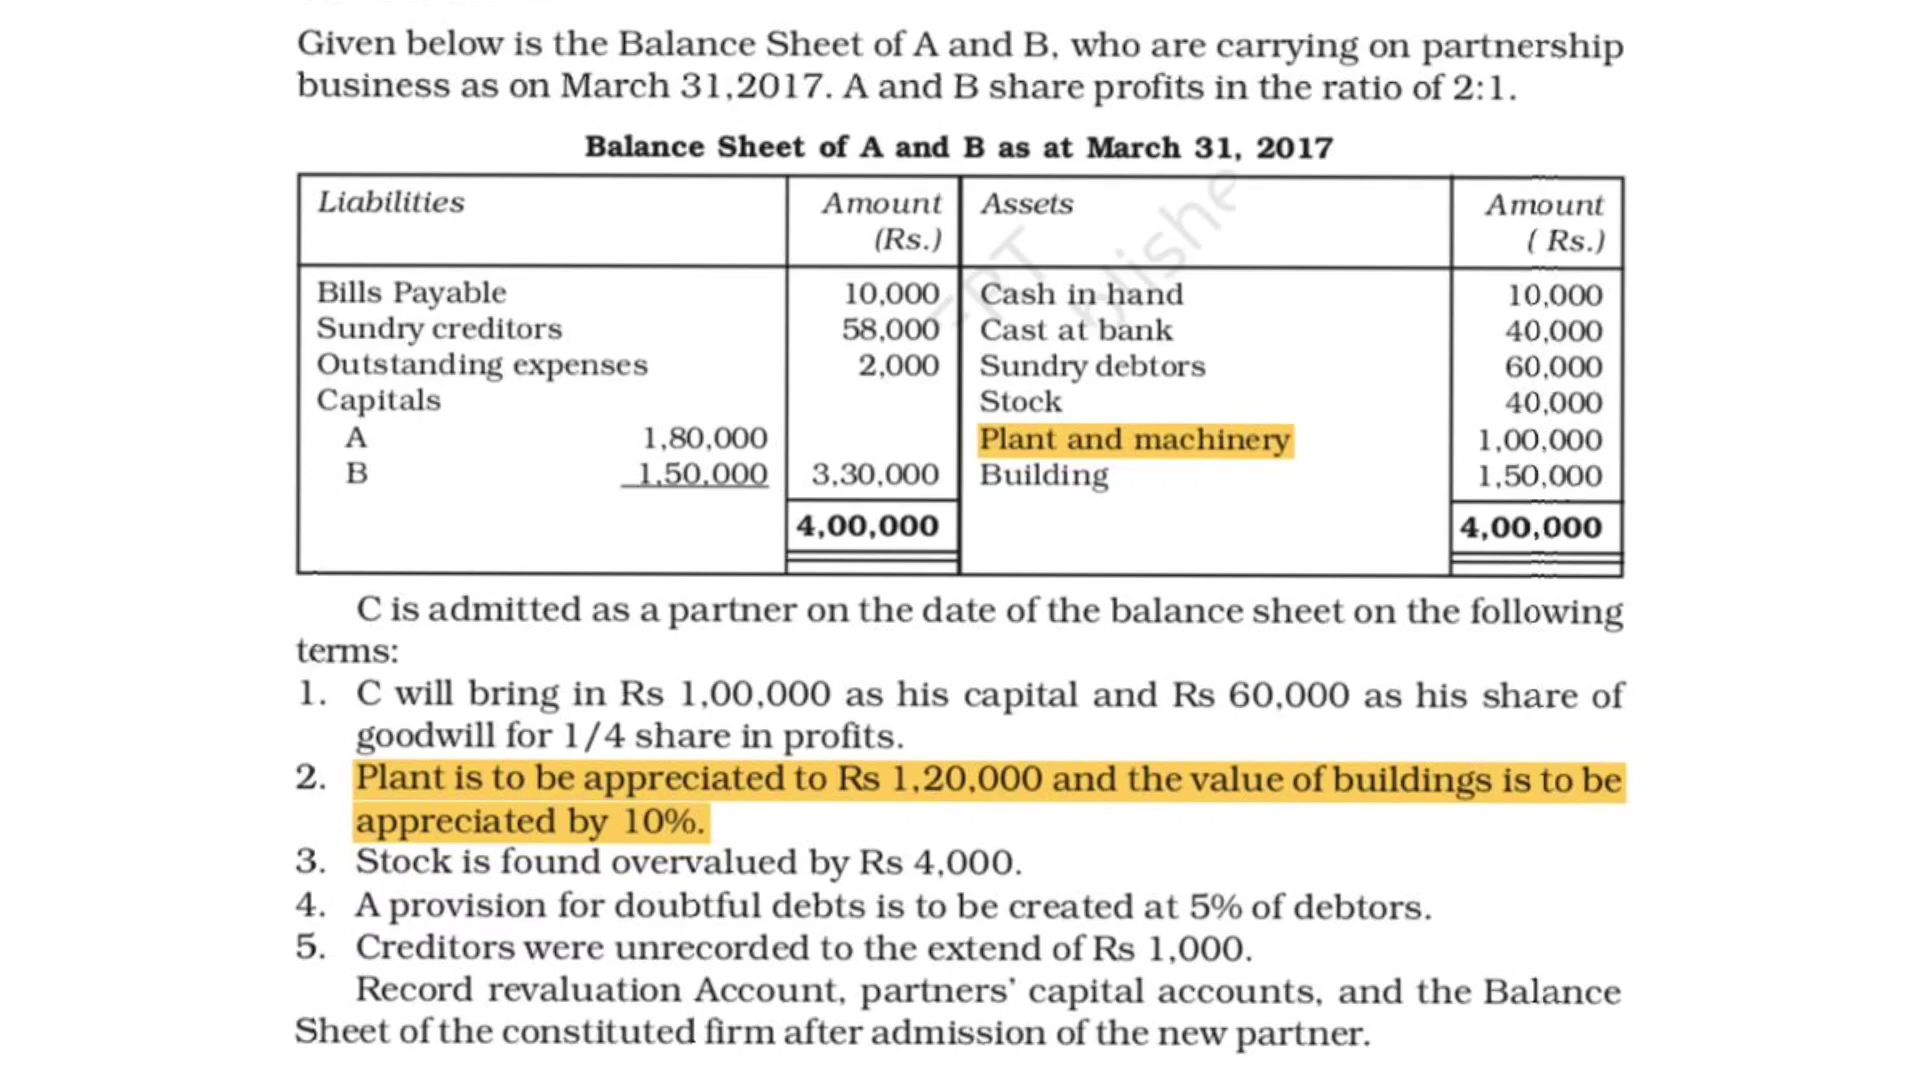 Given below is the Balance Sheet of A and B, who are carrying on partnership
business as on March 31,2017. A and B share profits in the ratio of 2:1.
Balance Sheet of A and B as at March 31, 2017
Liabilities Amount (Rs.) Assets Amount ( Rs.)
Bills Payable 10,000 Cash in hand 10,000
Sundry creditors 58,000 Cast at bank 40,000
Outstanding expenses 2,000 Sundry debtors 60,000
Capitals Stock 40,000
A 1,80,000 Plant and machinery 1,00,000
B 1,50,000 3,30,000 Building 1,50,000
4,00,000 4,00,000
C is admitted as a partner on the date of the balance sheet on the following
terms:
1. C will bring in Rs 1,00,000 as his capital and Rs 60,000 as his share of
goodwill for 1/4 share in profits.
2. Plant is to be appreciated to Rs 1,20,000 and the value of buildings is to be
appreciated by 10%.
3. Stock is found overvalued by Rs 4,000.
4. A provision for doubtful debts is to be created at 5% of debtors.
5. Creditors were unrecorded to the extend of Rs 1,000.
Record revaluation Account, partners' capital accounts, and the Balance
Sheet of the constituted firm after admission of the new partner.